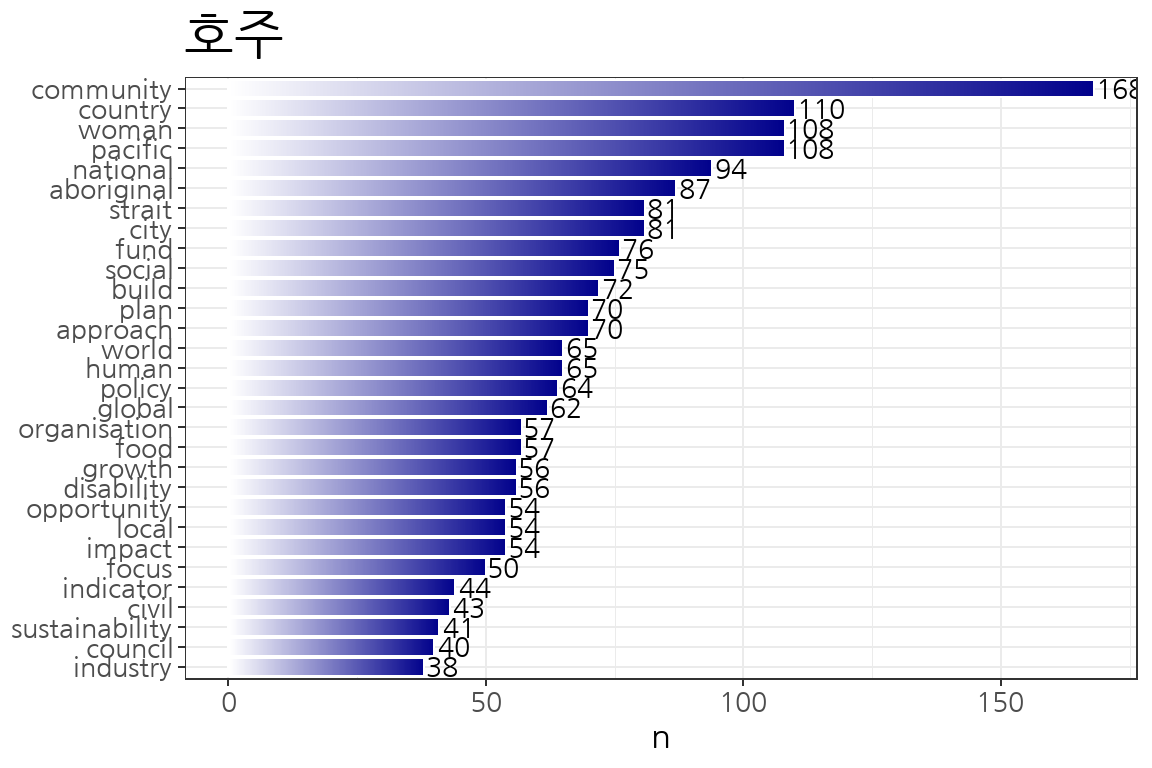 호주
community 168
country 110
woman 108
pacific 108
national 94
aboriginal 87
strait 81
city 81
fund 76
social 75
build 72
plan 70
approach 70
world 65
human 65
policy 64
global 62
organisation 57
food 57
growth 56
disability 56
opportunity 54
local 54
impact 54
focus 50
indicator 44
civil 43
sustainability 41
council 40
industry 38
0 50 100 150
n